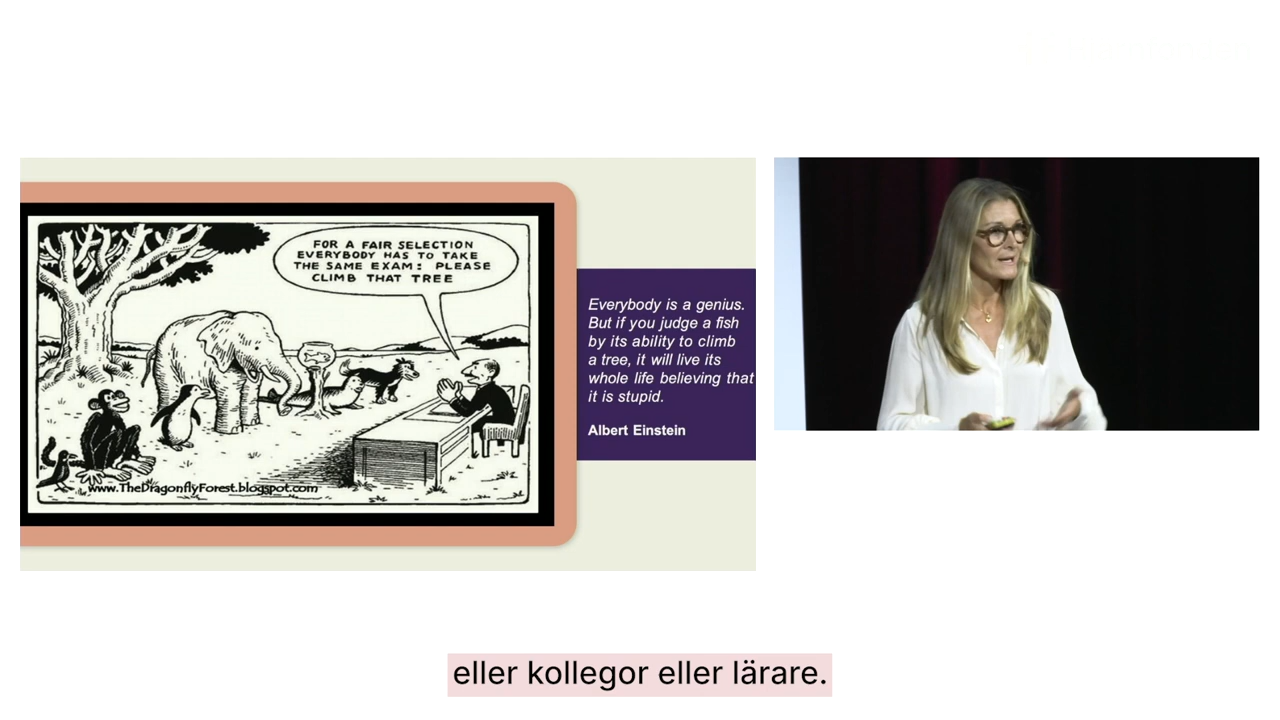 FOR A FAIR SELECTION
EVERYBODY HAS TO TAKE
THE SAME EXAM: PLEASE
CLIMB THAT TREE
www.TheDragonflyForest.blogspot.com
Everybody is a genius.
But if you judge a fish
by its ability to climb
a tree, it will live its
whole life believing that
it is stupid.
Albert Einstein
eller kollegor eller lärare.